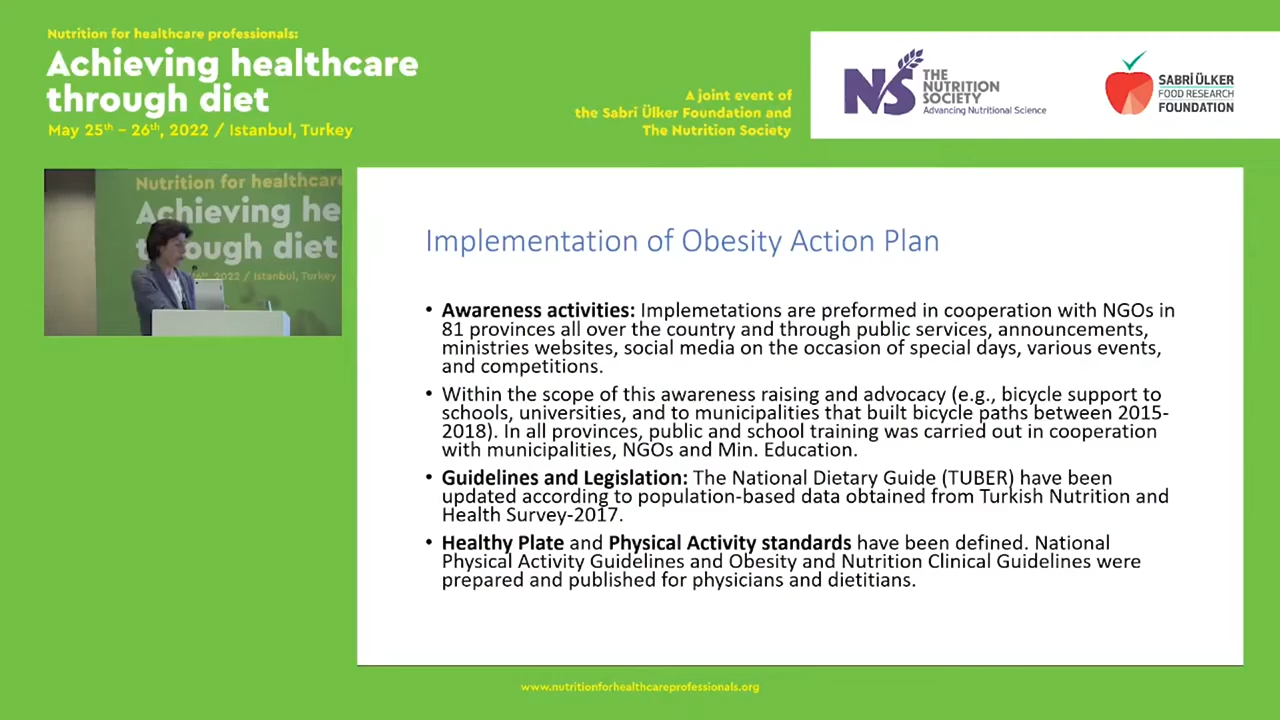 Nutrition for healthcare professionals:
Achieving healthcare
through diet
May 25th – 26th, 2022 / Istanbul, Turkey
A joint event of
the Sabri Ülker Foundation and
The Nutrition Society
NS
THE
NUTRITION
SOCIETY
Advancing Nutritional Science
SABRİ ÜLKER
FOOD RESEARCH
FOUNDATION
Nutrition for healthcare
Achieving he
through diet
2022 / Istanbul, Turkey
Implementation of Obesity Action Plan
• Awareness activities: Implemetations are preformed in cooperation with NGOs in
81 provinces all over the country and through public services, announcements,
ministries websites, social media on the occasion of special days, various events,
and competitions.
• Within the scope of this awareness raising and advocacy (e.g., bicycle support to
schools, universities, and to municipalities that built bicycle paths between 2015-
2018). In all provinces, public and school training was carried out in cooperation
with municipalities, NGOs and Min. Education.
• Guidelines and Legislation: The National Dietary Guide (TUBER) have been
updated according to population-based data obtained from Turkish Nutrition and
Health Survey-2017.
• Healthy Plate and Physical Activity standards have been defined. National
Physical Activity Guidelines and Obesity and Nutrition Clinical Guidelines were
prepared and published for physicians and dietitians.
www.nutritionforhealthcareprofessionals.org